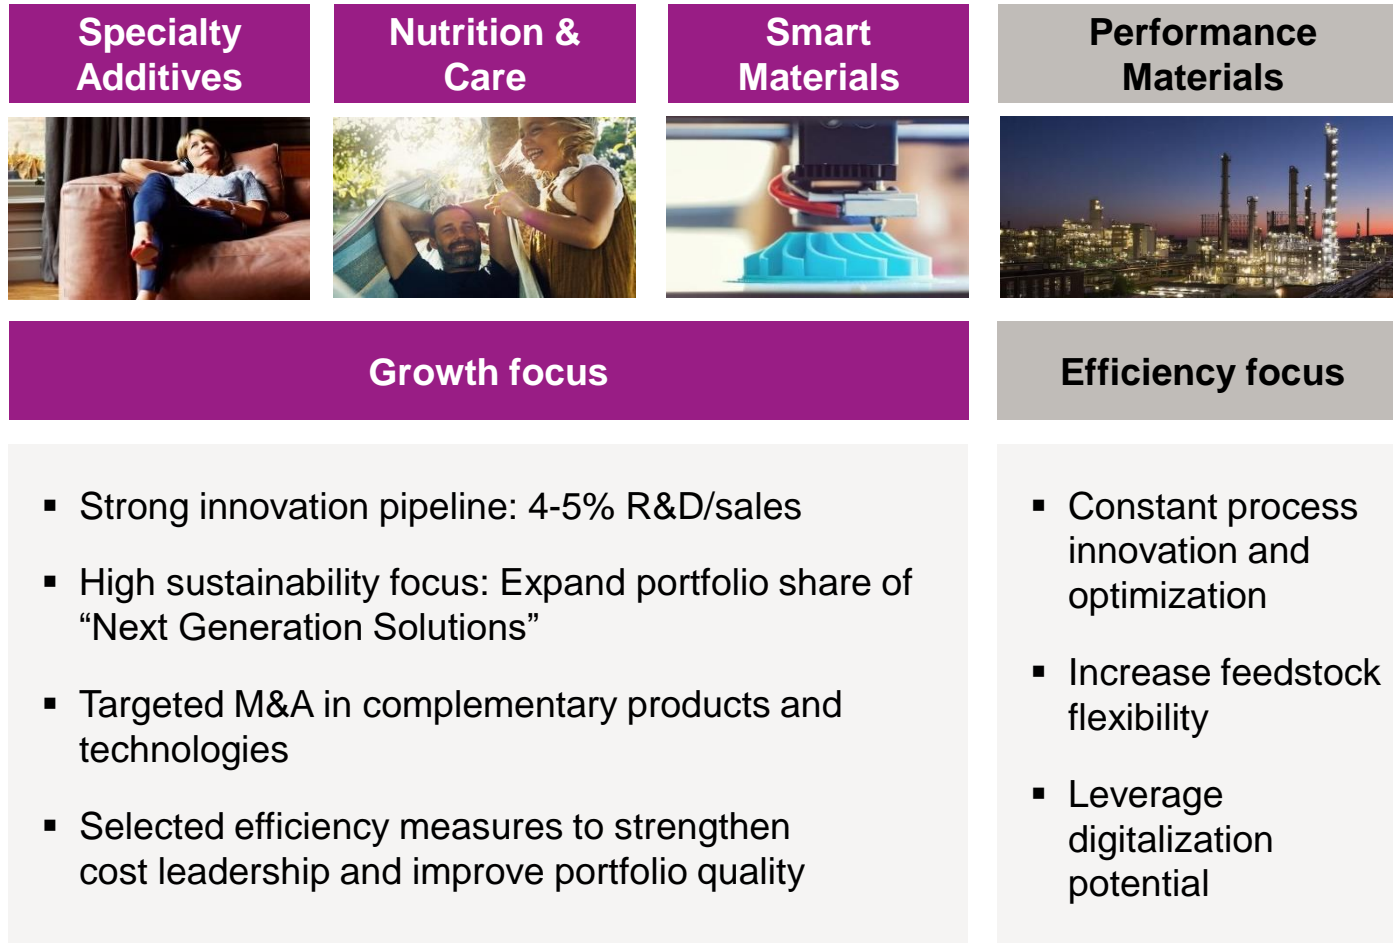 Specialty
Additives
Nutrition &
Care
Smart
Materials
Performance
Materials
Growth focus
Efficiency focus
▪ Strong innovation pipeline: 4-5% R&D/sales
▪ High sustainability focus: Expand portfolio share of
“Next Generation Solutions”
▪ Targeted M&A in complementary products and
technologies
▪ Selected efficiency measures to strengthen
cost leadership and improve portfolio quality
▪ Constant process
innovation and
optimization
▪ Increase feedstock
flexibility
▪ Leverage
digitalization
potential